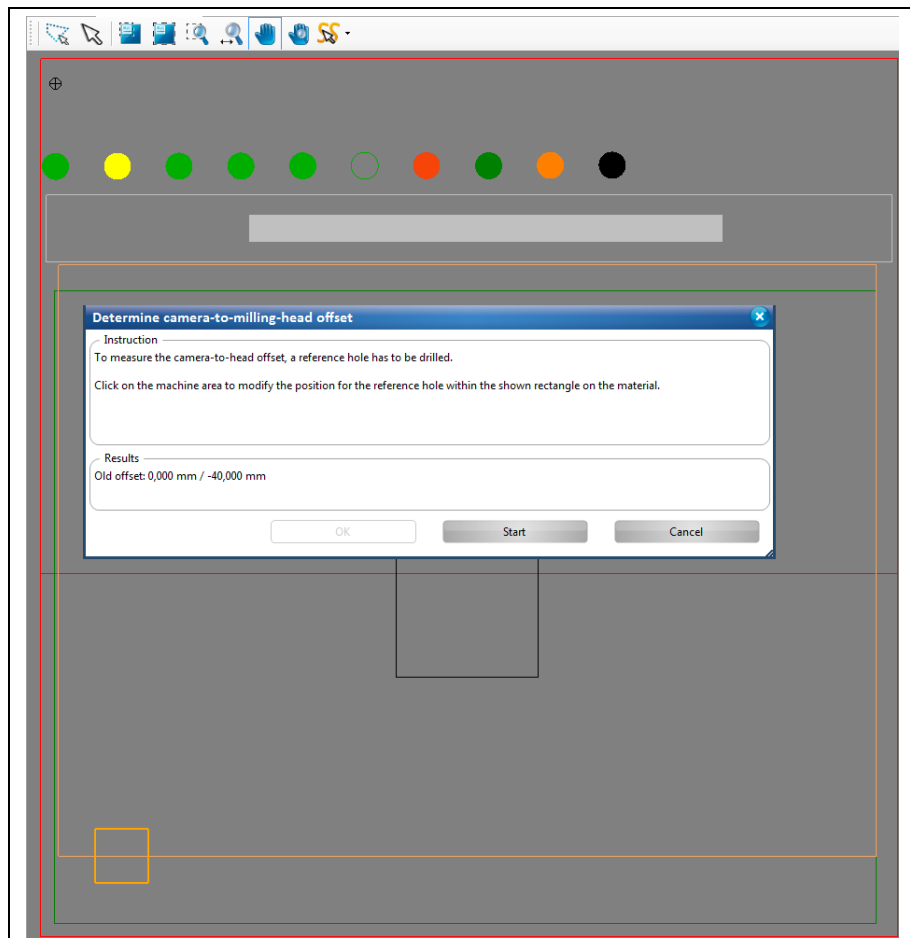 Determine camera-to-milling-head offset
Instruction
To measure the camera-to-head offset, a reference hole has to be drilled.
Click on the machine area to modify the position for the reference hole within the shown rectangle on the material.
Results
Old offset: 0,000 mm / -40,000 mm
OK
Start
Cancel